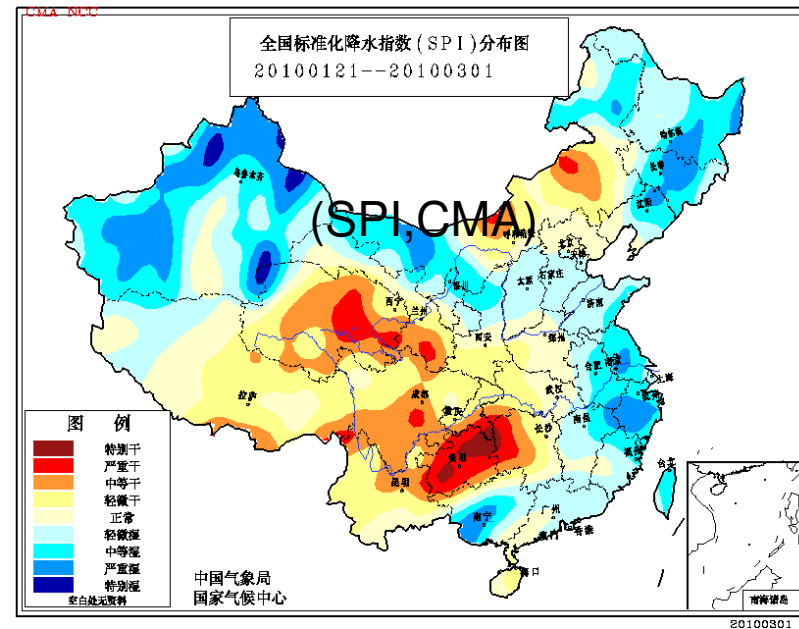 CMA NCC
全国标准化降水指数(SPI)分布图
20100121--20100301
哈尔滨
长春
沈阳
乌鲁木齐
(SPI,CMA)
呼和浩特
北京
天津
银川
太原
石家庄
济南
西宁
兰州
西安
郑州
合肥
南京
上海
杭州
拉萨
成都
重庆
武汉
长沙
南昌
贵阳
昆明
福州
台北
南宁
广州
澳门
香港
海口
图 例
特别干
严重干
中等干
轻微干
正常
轻微湿
中等湿
严重湿
特别湿
空白处无资料
中国气象局
国家气候中心
南海诸岛
20100301